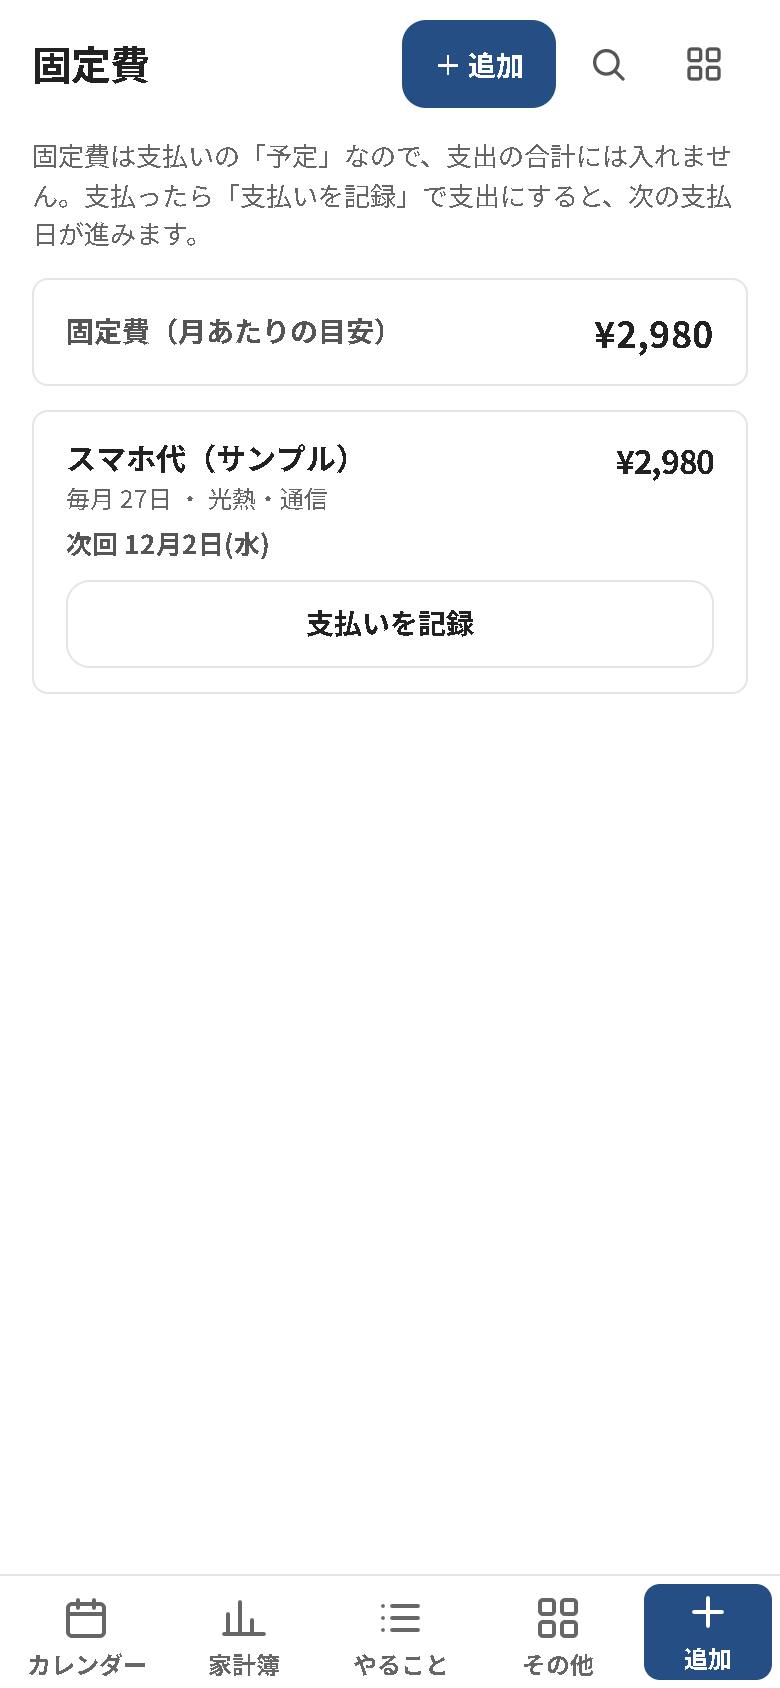 固定費
+ 追加
固定費は支払いの「予定」なので、支出の合計には入れませ
ん。支払ったら「支払いを記録」で支出にすると、次の支払
日が進みます。
固定費（月あたりの目安）
¥2,980
スマホ代（サンプル）
¥2,980
毎月 27日 ・ 光熱・通信
次回 12月2日(水)
支払いを記録
カレンダー
家計簿
やること
その他
追加